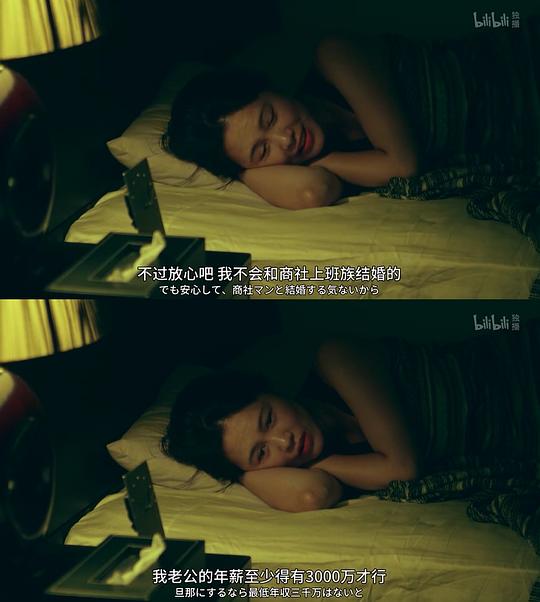 bilibili 独播
不过放心吧 我不会和商社上班族结婚的
でも安心して、商社マンと結婚する気ないから
bilibili 独播
我老公的年薪至少得有3000万才行
旦那にするなら最低年収三千万はないと